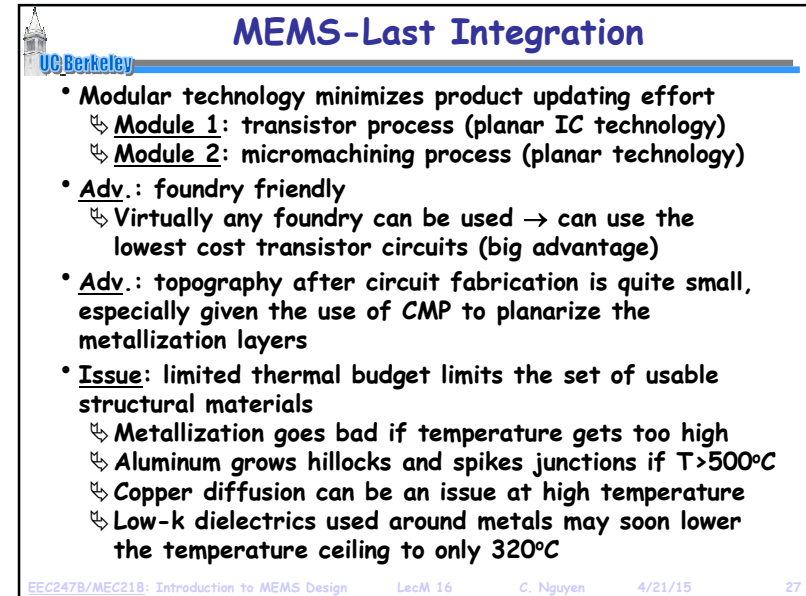 MEMS-Last Integration
UC Berkeley
• Modular technology minimizes product updating effort
↳ Module 1: transistor process (planar IC technology)
↳ Module 2: micromachining process (planar technology)
• Adv.: foundry friendly
↳ Virtually any foundry can be used → can use the
lowest cost transistor circuits (big advantage)
• Adv.: topography after circuit fabrication is quite small,
especially given the use of CMP to planarize the
metallization layers
• Issue: limited thermal budget limits the set of usable
structural materials
↳ Metallization goes bad if temperature gets too high
↳ Aluminum grows hillocks and spikes junctions if T>500°C
↳ Copper diffusion can be an issue at high temperature
↳ Low-k dielectrics used around metals may soon lower
the temperature ceiling to only 320°C
EEC247B/MEC218: Introduction to MEMS Design LecM 16 C. Nguyen 4/21/15 27